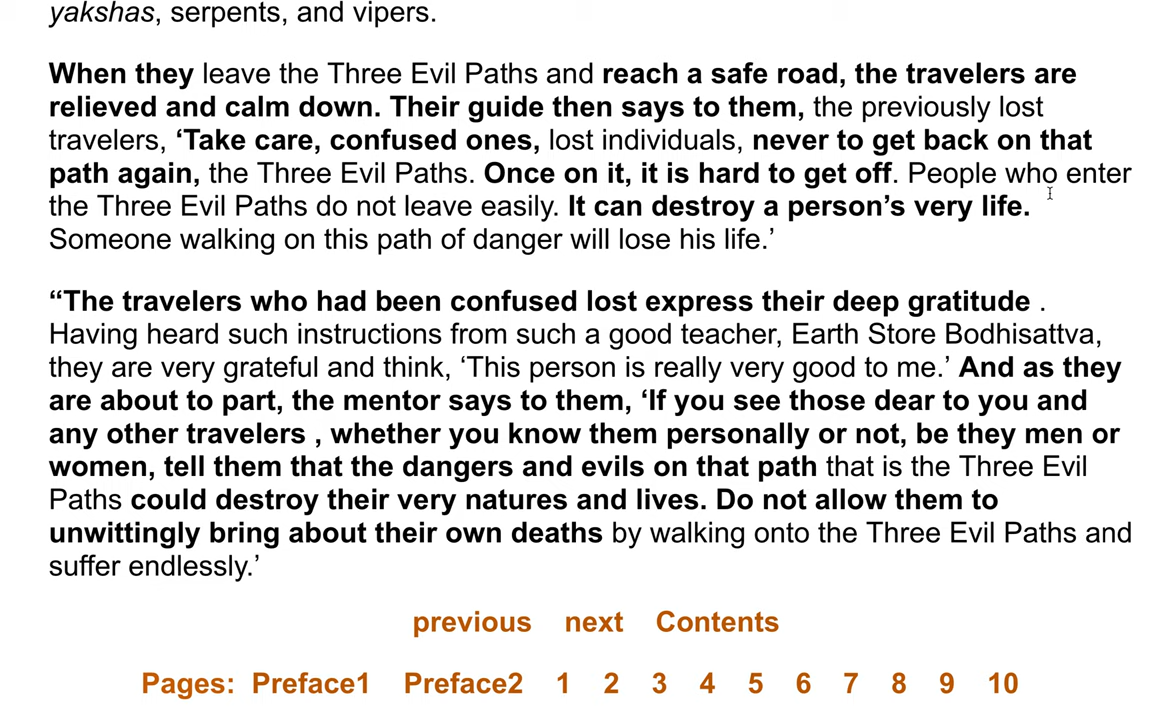 yakshas, serpents, and vipers.
When they leave the Three Evil Paths and reach a safe road, the travelers are
relieved and calm down. Their guide then says to them, the previously lost
travelers, ‘Take care, confused ones, lost individuals, never to get back on that
path again, the Three Evil Paths. Once on it, it is hard to get off. People who enter
the Three Evil Paths do not leave easily. It can destroy a person’s very life.
Someone walking on this path of danger will lose his life.’
“The travelers who had been confused lost express their deep gratitude .
Having heard such instructions from such a good teacher, Earth Store Bodhisattva,
they are very grateful and think, ‘This person is really very good to me.’ And as they
are about to part, the mentor says to them, ‘If you see those dear to you and
any other travelers , whether you know them personally or not, be they men or
women, tell them that the dangers and evils on that path that is the Three Evil
Paths could destroy their very natures and lives. Do not allow them to
unwittingly bring about their own deaths by walking onto the Three Evil Paths and
suffer endlessly.’
previous next Contents
Pages: Preface1 Preface2 1 2 3 4 5 6 7 8 9 10